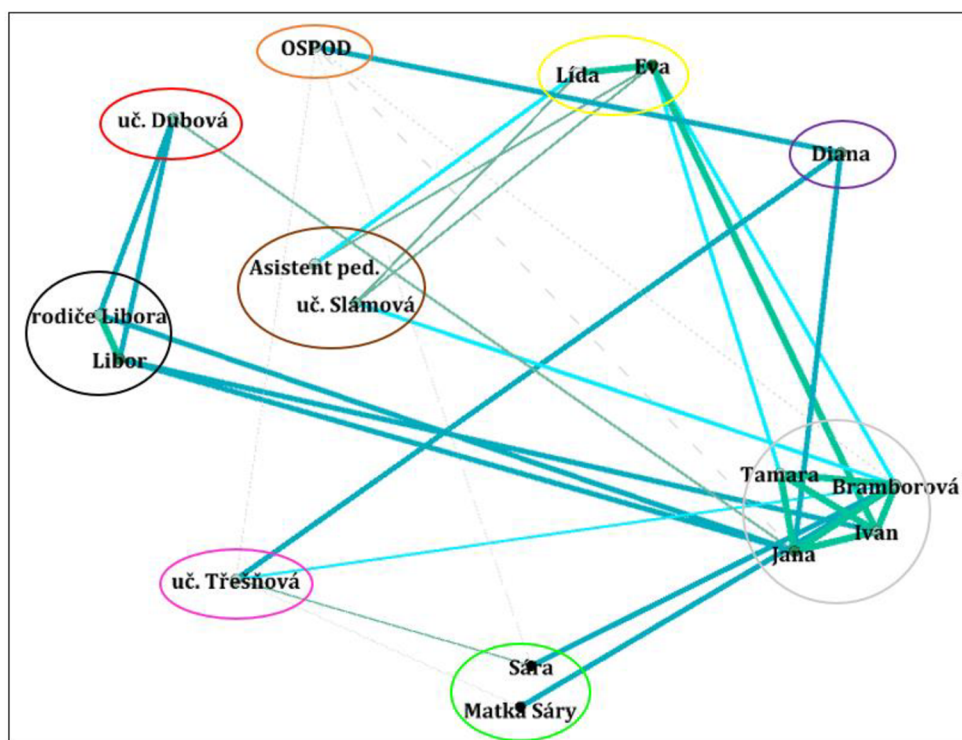 OSPOD
Lída
Eva
uč. Dubová
Diana
Asistent ped.
uč. Slámová
rodiče Libora
Libor
Tamara
Bramborová
Ivan
Jana
uč. Třešňová
Sára
Matka Sáry